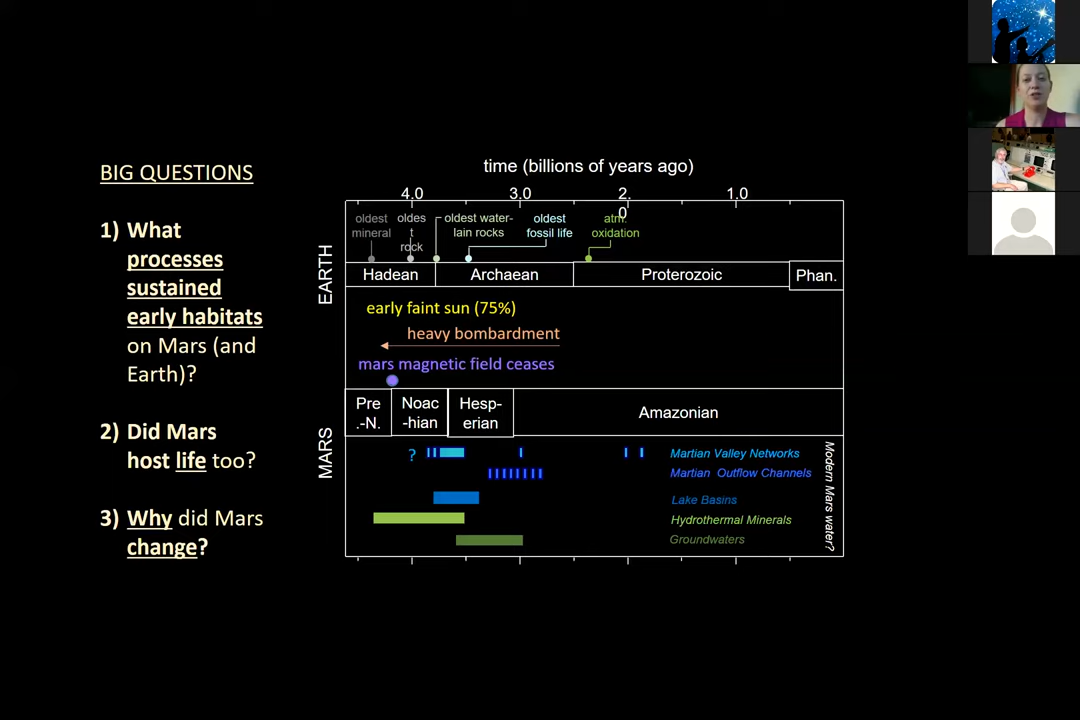 BIG QUESTIONS
1) What
processes
sustained
early habitats
on Mars (and
Earth)?
2) Did Mars
host life too?
3) Why did Mars
change?
time (billions of years ago)
4.0 3.0 2. 1.0
0
oldest
mineral
oldes
t
rock
oldest water-
lain rocks
oldest
fossil life
atm.
oxidation
EARTH
Hadean Archaean Proterozoic Phan.
early faint sun (75%)
heavy bombardment
mars magnetic field ceases
MARS
Pre
.-N.
Noac
-hian
Hesp-
erian
Amazonian
?
Martian Valley Networks
Martian Outflow Channels
Lake Basins
Hydrothermal Minerals
Groundwaters
Modern Mars water?